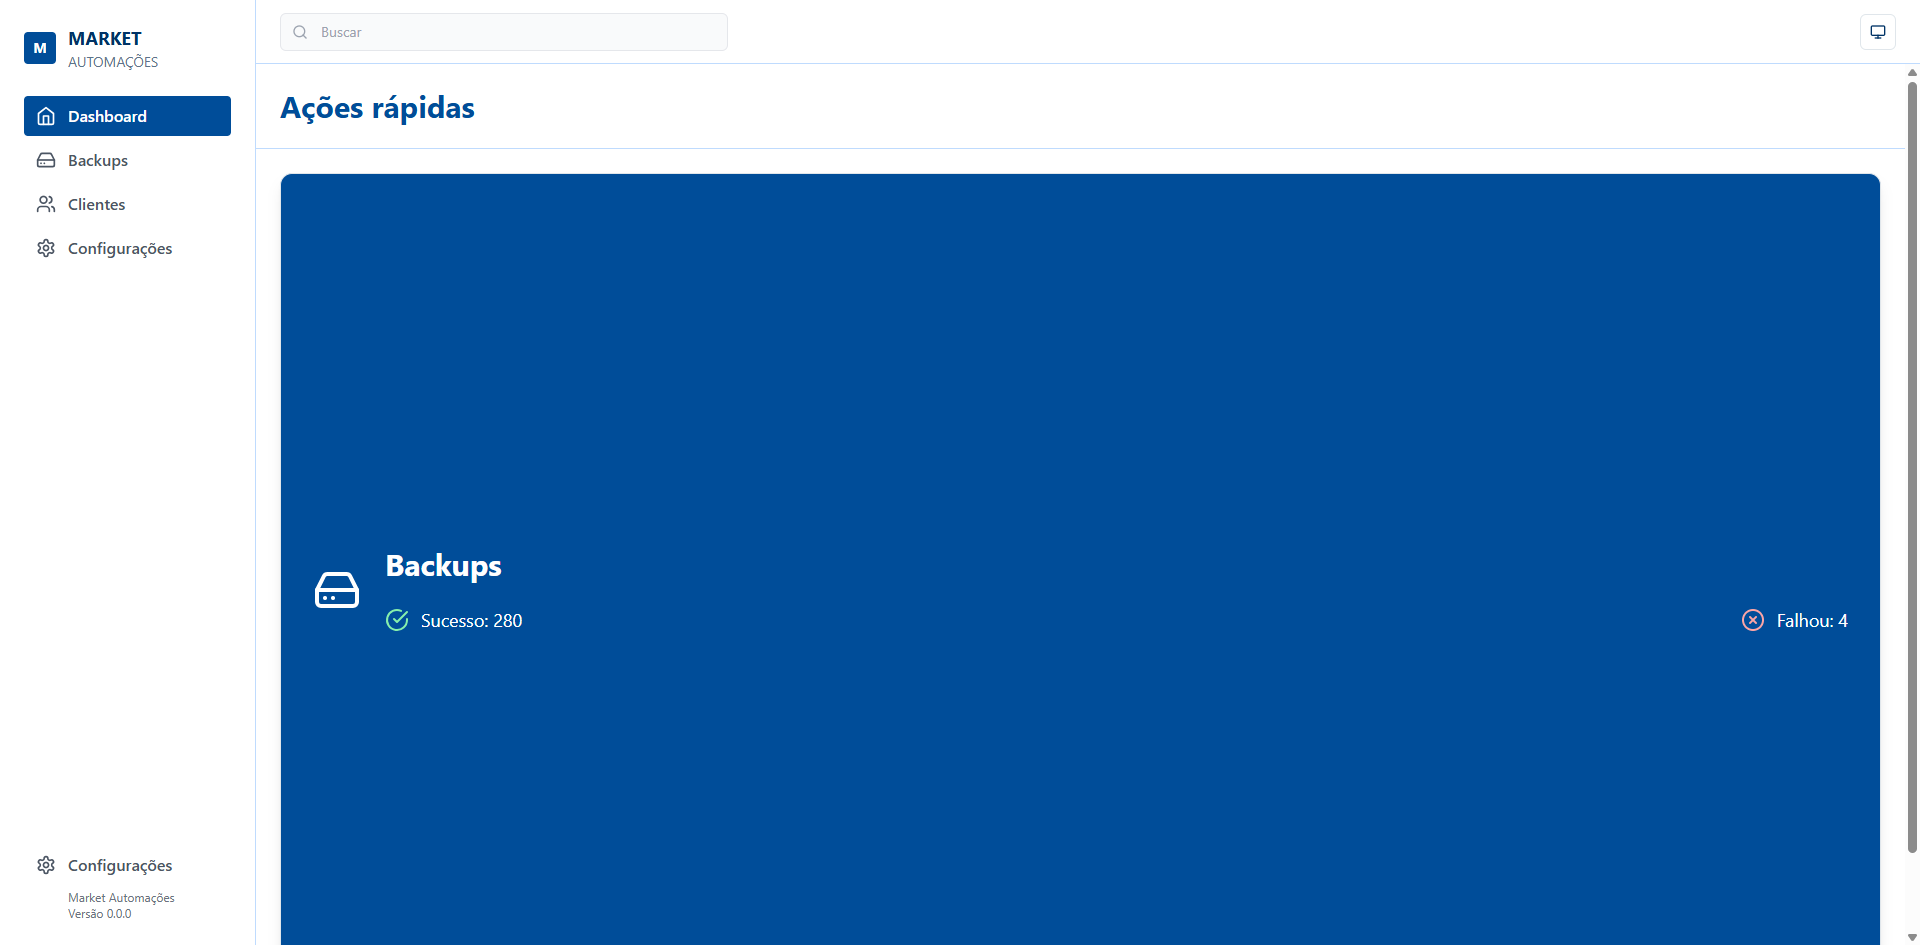 M
MARKET
AUTOMAÇÕES
Dashboard
Backups
Clientes
Configurações
Configurações
Market Automações
Versão 0.0.0
Buscar
Ações rápidas
Backups
Sucesso: 280
Falhou: 4